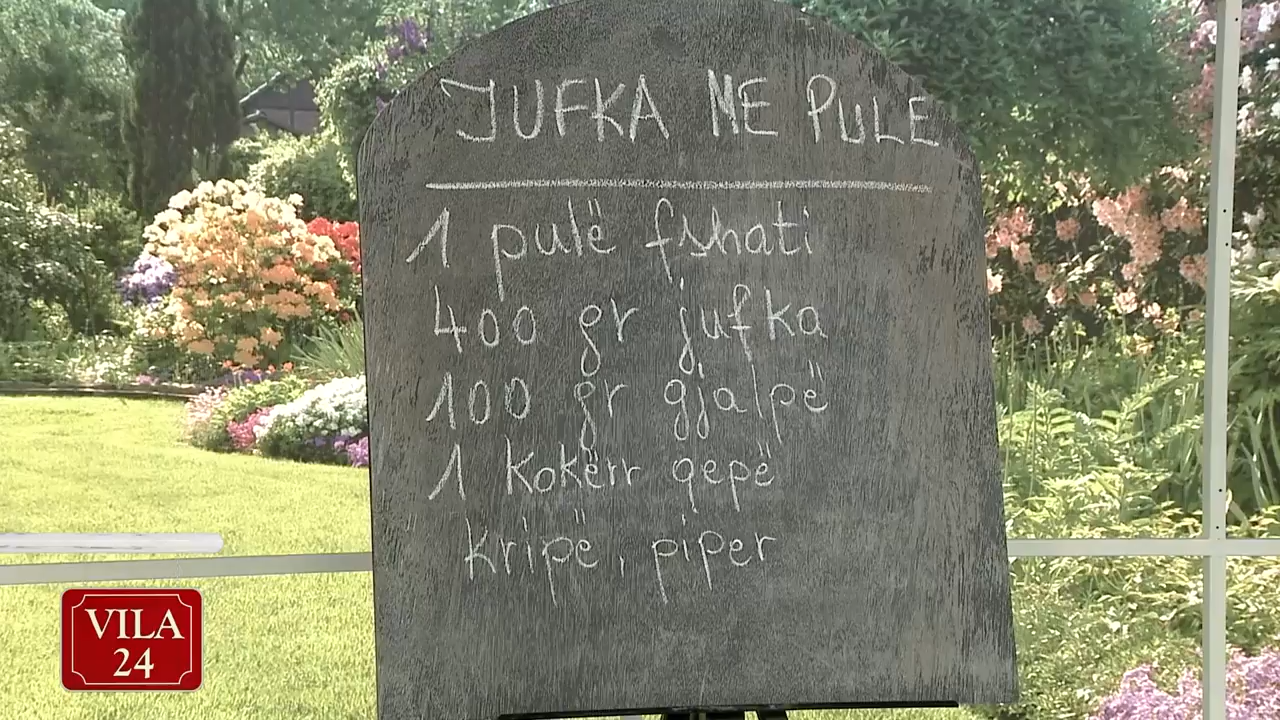 JUFKA ME PULE
1 pulë fshati
400 gr jufka
100 gr gjalpë
1 kokërr qepë
kripë, piper
VILA
24